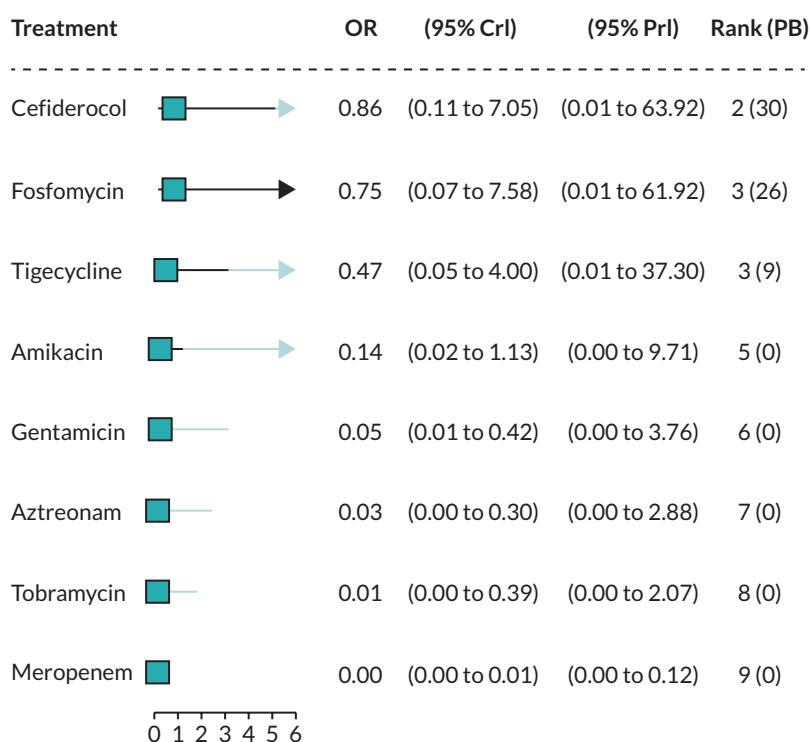 Treatment OR (95% Crl) (95% Prl) Rank (PB)
Cefiderocol 0.86 (0.11 to 7.05) (0.01 to 63.92) 2 (30)
Fosfomycin 0.75 (0.07 to 7.58) (0.01 to 61.92) 3 (26)
Tigecycline 0.47 (0.05 to 4.00) (0.01 to 37.30) 3 (9)
Amikacin 0.14 (0.02 to 1.13) (0.00 to 9.71) 5 (0)
Gentamicin 0.05 (0.01 to 0.42) (0.00 to 3.76) 6 (0)
Aztreonam 0.03 (0.00 to 0.30) (0.00 to 2.88) 7 (0)
Tobramycin 0.01 (0.00 to 0.39) (0.00 to 2.07) 8 (0)
Meropenem 0.00 (0.00 to 0.01) (0.00 to 0.12) 9 (0)
0 1 2 3 4 5 6